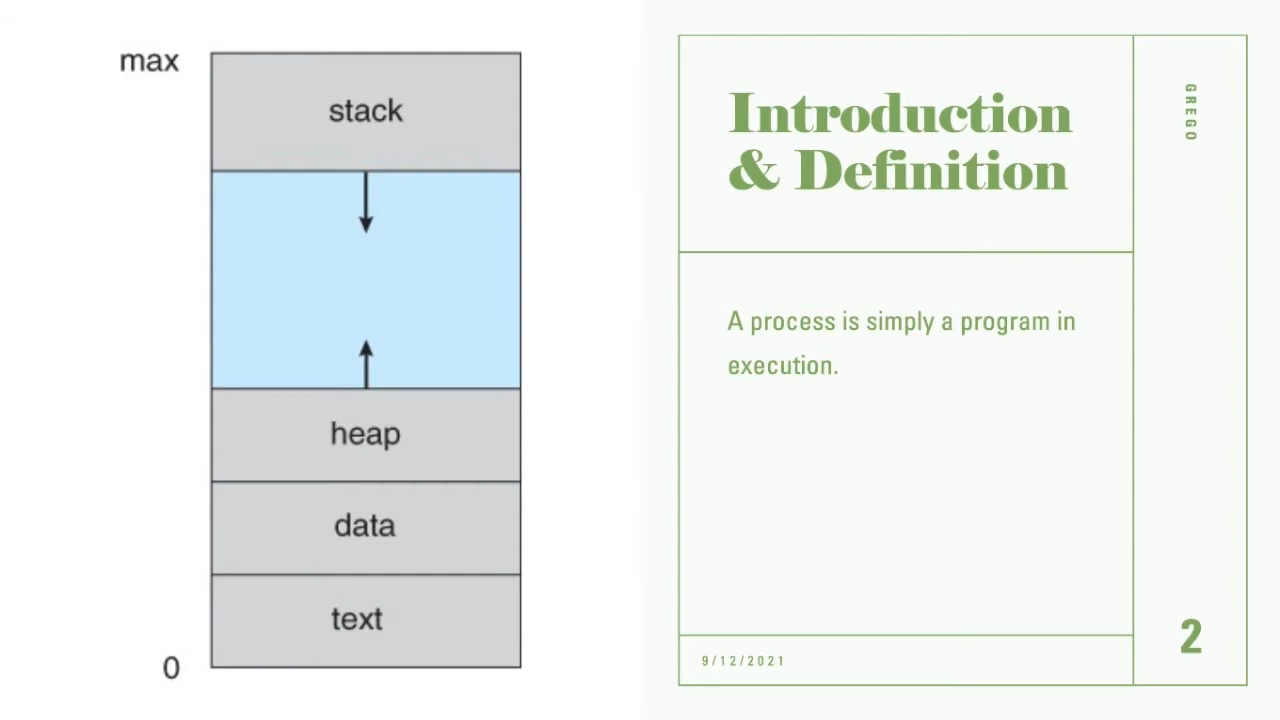 max
stack
heap
data
text
0
Introduction
& Definition
GREGO
A process is simply a program in
execution.
9/12/2021
2